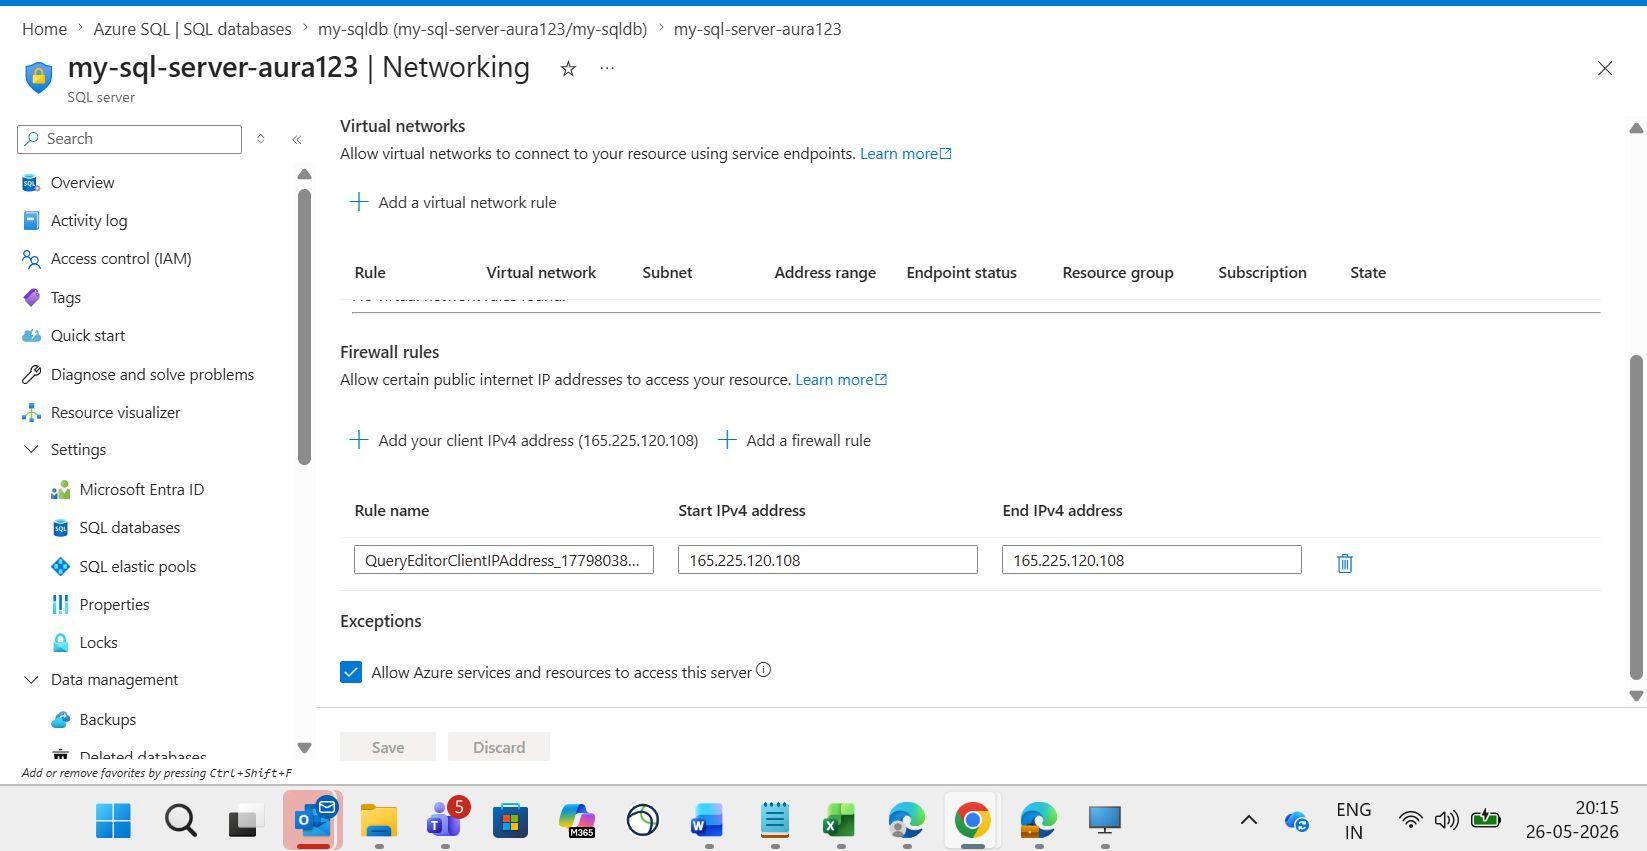 Home > Azure SQL | SQL databases > my-sqldb (my-sql-server-aura123/my-sqldb) > my-sql-server-aura123
my-sql-server-aura123 | Networking
SQL server
Search
Overview
Activity log
Access control (IAM)
Tags
Quick start
Diagnose and solve problems
Resource visualizer
Settings
Microsoft Entra ID
SQL databases
SQL elastic pools
Properties
Locks
Data management
Backups
Deleted databases
Add or remove favorites by pressing Ctrl+Shift+F
Virtual networks
Allow virtual networks to connect to your resource using service endpoints. Learn more
Add a virtual network rule
Rule Virtual network Subnet Address range Endpoint status Resource group Subscription State
No virtual network rules found.
Firewall rules
Allow certain public internet IP addresses to access your resource. Learn more
Add your client IPv4 address (165.225.120.108) Add a firewall rule
Rule name Start IPv4 address End IPv4 address
QueryEditorClientIPAddress_17798038... 165.225.120.108 165.225.120.108
Exceptions
Allow Azure services and resources to access this server
Save Discard
5
M365
ENG
IN
20:15
26-05-2026